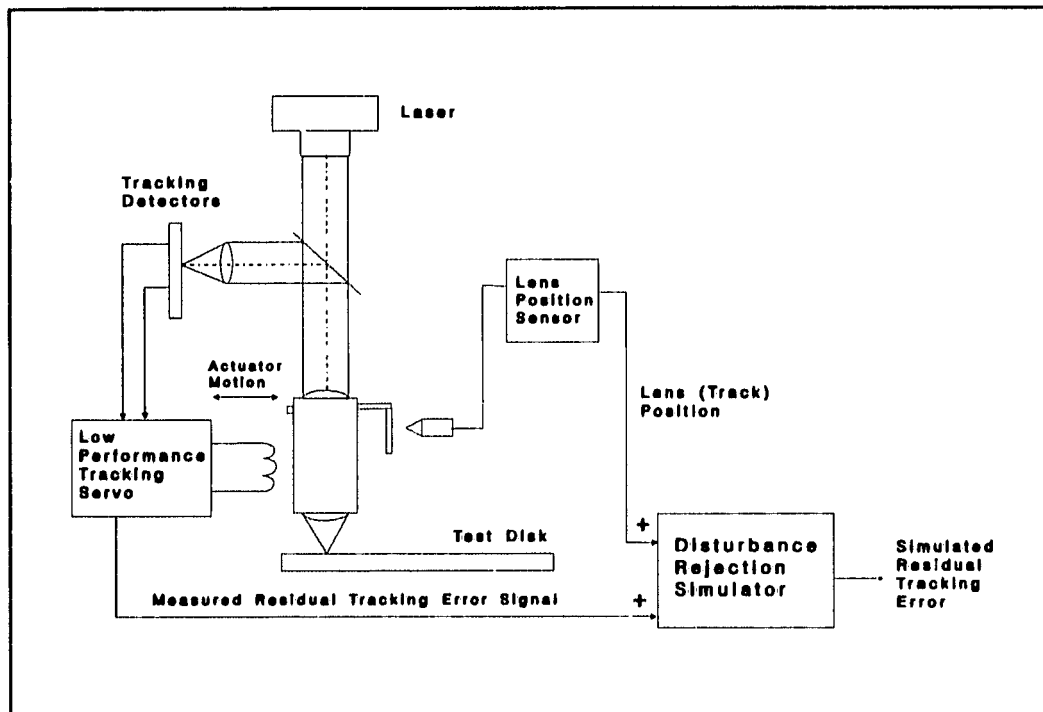 Laser
Tracking
Detectors
Lens
Position
Sensor
Actuator
Motion
Lens (Track)
Position
Low
Performance
Tracking
Servo
+
Test Disk
Disturbance
Rejection
Simulator
Simulated
Residual
Tracking
Error
Measured Residual Tracking Error Signal
+